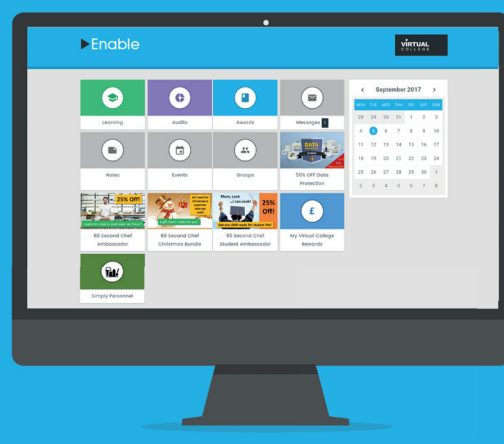 Enable
VIRTUAL
COLLEGE
Learning
Audits
Awards
Messages
Notes
Events
Groups
50% OFF Data
Protection
DATA
25% Off!
25%
Off!
60 Second Chef
Ambassador
60 Second Chef
Christmas Bundle
60 Second Chef
Student Ambassador
My Virtual College
Rewards
£
Simply Personnel
< September 2017 >
MON TUE WED THU FRI SAT SUN
28 29 30 31 1 2 3
4 5 6 7 8 9 10
11 12 13 14 15 16 17
18 19 20 21 22 23 24
25 26 27 28 29 30 1
2 3 4 5 6 7 8